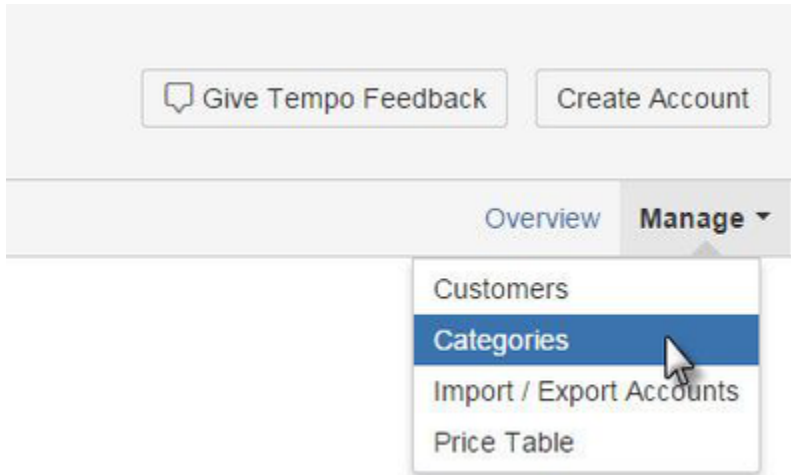 Give Tempo Feedback Create Account
Overview Manage
Customers
Categories
Import / Export Accounts
Price Table